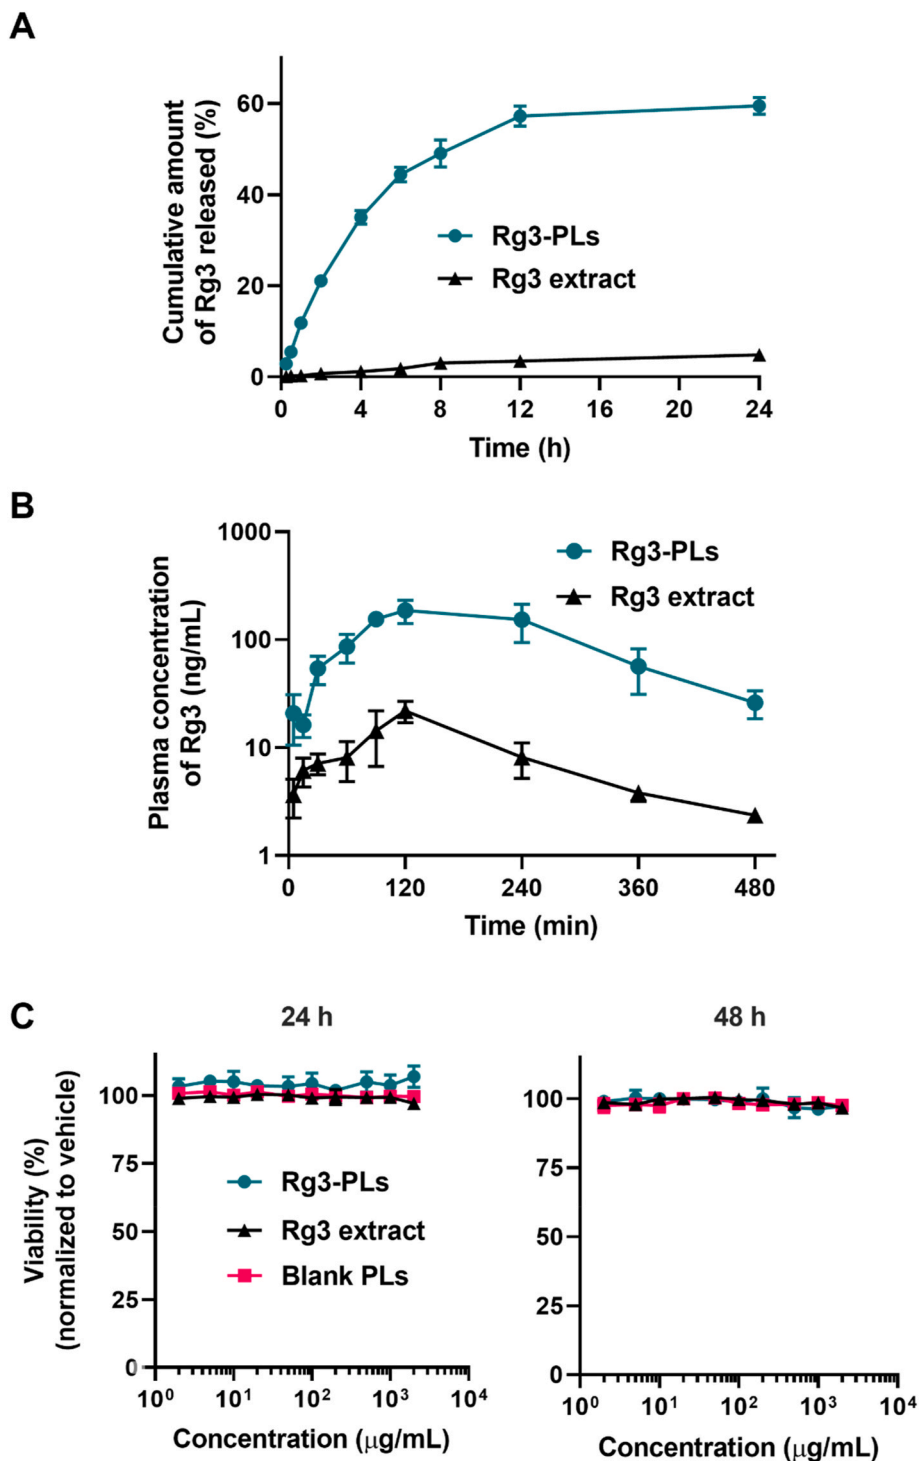 A
Cumulative amount
of Rg3 released (%)
60
40
20
0
Rg3-PLs
Rg3 extract
0 4 8 12 16 20 24
Time (h)
B
Plasma concentration
of Rg3 (ng/mL)
1000
100
10
1
Rg3-PLs
Rg3 extract
0 120 240 360 480
Time (min)
C
24 h
Viability (%)
(normalized to vehicle)
100
75
50
25
0
Rg3-PLs
Rg3 extract
Blank PLs
10⁰ 10¹ 10² 10³ 10⁴
Concentration (μg/mL)
48 h
100
75
50
25
0
10⁰ 10¹ 10² 10³ 10⁴
Concentration (μg/mL)